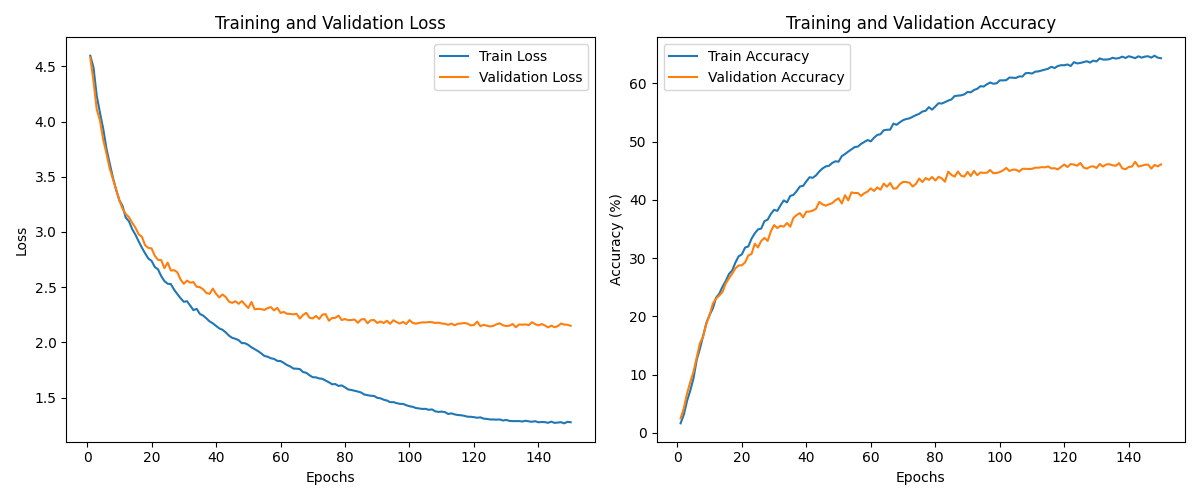 Training and Validation Loss
Train Loss
Validation Loss
4.5
4.0
3.5
3.0
2.5
2.0
1.5
Loss
0 20 40 60 80 100 120 140
Epochs
Training and Validation Accuracy
Train Accuracy
Validation Accuracy
60
50
40
30
20
10
0
Accuracy (%)
0 20 40 60 80 100 120 140
Epochs